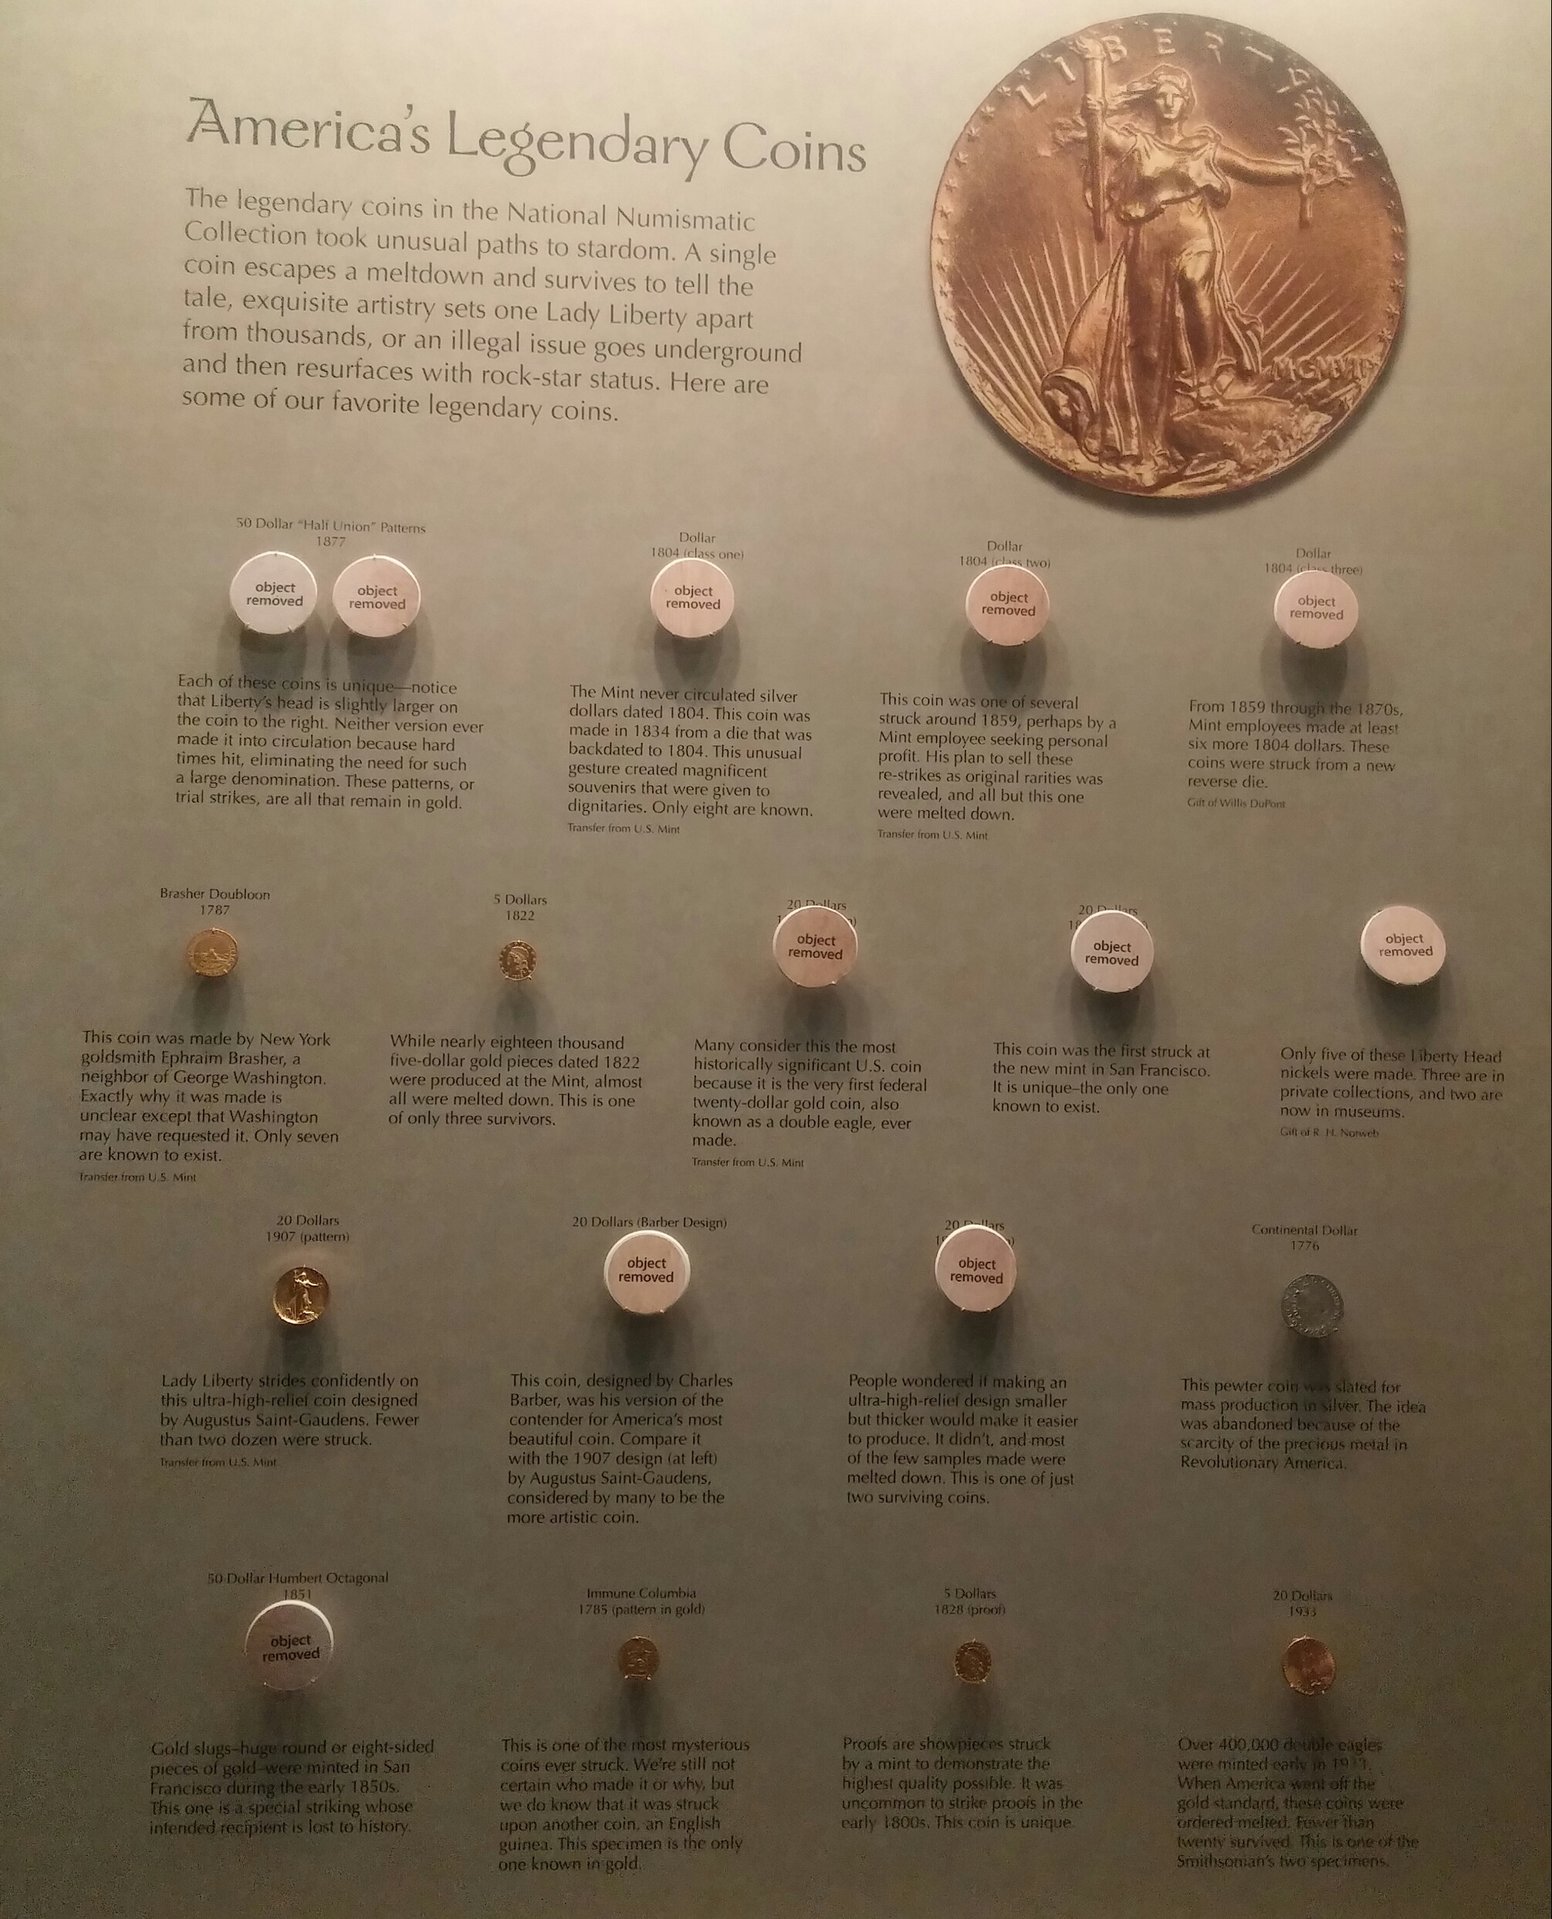 LIBERTY
MCMVII
America's Legendary Coins
The legendary coins in the National Numismatic
Collection took unusual paths to stardom. A single
coin escapes a meltdown and survives to tell the
tale, exquisite artistry sets one Lady Liberty apart
from thousands, or an illegal issue goes underground
and then resurfaces with rock-star status. Here are
some of our favorite legendary coins.
50 Dollar "Half Union" Patterns
1877
object
removed
object
removed
Each of these coins is unique—notice
that Liberty's head is slightly larger on
the coin to the right. Neither version ever
made it into circulation because hard
times hit, eliminating the need for such
a large denomination. These patterns, or
trial strikes, are all that remain in gold.
Dollar
1804 (class one)
object
removed
The Mint never circulated silver
dollars dated 1804. This coin was
made in 1834 from a die that was
backdated to 1804. This unusual
gesture created magnificent
souvenirs that were given to
dignitaries. Only eight are known.
Transfer from U.S. Mint
Dollar
1804 (class two)
object
removed
This coin was one of several
struck around 1859, perhaps by a
Mint employee seeking personal
profit. His plan to sell these
re-strikes as original rarities was
revealed, and all but this one
were melted down.
Transfer from U.S. Mint
Dollar
1804 (class three)
object
removed
From 1859 through the 1870s,
Mint employees made at least
six more 1804 dollars. These
coins were struck from a new
reverse die.
Gift of Willis DuPont
Brasher Doubloon
1787
This coin was made by New York
goldsmith Ephraim Brasher, a
neighbor of George Washington.
Exactly why it was made is
unclear except that Washington
may have requested it. Only seven
are known to exist.
Transfer from U.S. Mint
5 Dollars
1822
While nearly eighteen thousand
five-dollar gold pieces dated 1822
were produced at the Mint, almost
all were melted down. This is one
of only three survivors.
20 Dollars
object
removed
Many consider this the most
historically significant U.S. coin
because it is the very first federal
twenty-dollar gold coin, also
known as a double eagle, ever
made.
Transfer from U.S. Mint
20 Dollars
object
removed
This coin was the first struck at
the new mint in San Francisco.
It is unique–the only one
known to exist.
object
removed
Only five of these Liberty Head
nickels were made. Three are in
private collections, and two are
now in museums.
Gift of R. H. Norweb
20 Dollars
1907 (pattern)
Lady Liberty strides confidently on
this ultra-high-relief coin designed
by Augustus Saint-Gaudens. Fewer
than two dozen were struck.
Transfer from U.S. Mint
20 Dollars (Barber Design)
object
removed
This coin, designed by Charles
Barber, was his version of the
contender for America's most
beautiful coin. Compare it
with the 1907 design (at left)
by Augustus Saint-Gaudens,
considered by many to be the
more artistic coin.
20 Dollars
object
removed
People wondered if making an
ultra-high-relief design smaller
but thicker would make it easier
to produce. It didn't, and most
of the few samples made were
melted down. This is one of just
two surviving coins.
Continental Dollar
1776
This pewter coin was slated for
mass production in silver. The idea
was abandoned because of the
scarcity of the precious metal in
Revolutionary America.
50 Dollar Humbert Octagonal
1851
object
removed
Gold slugs–huge round or eight-sided
pieces of gold–were minted in San
Francisco during the early 1850s.
This one is a special striking whose
intended recipient is lost to history.
Immune Columbia
1785 (pattern in gold)
This is one of the most mysterious
coins ever struck. We're still not
certain who made it or why, but
we do know that it was struck
upon another coin, an English
guinea. This specimen is the only
one known in gold.
5 Dollars
1828 (proof)
Proofs are showpieces struck
by a mint to demonstrate the
highest quality possible. It was
uncommon to strike proofs in the
early 1800s. This coin is unique.
20 Dollars
1933
Over 400,000 double eagles
were minted early in 1933.
When America went off the
gold standard, these coins were
ordered melted. Fewer than
twenty survived. This is one of the
Smithsonian's two specimens.